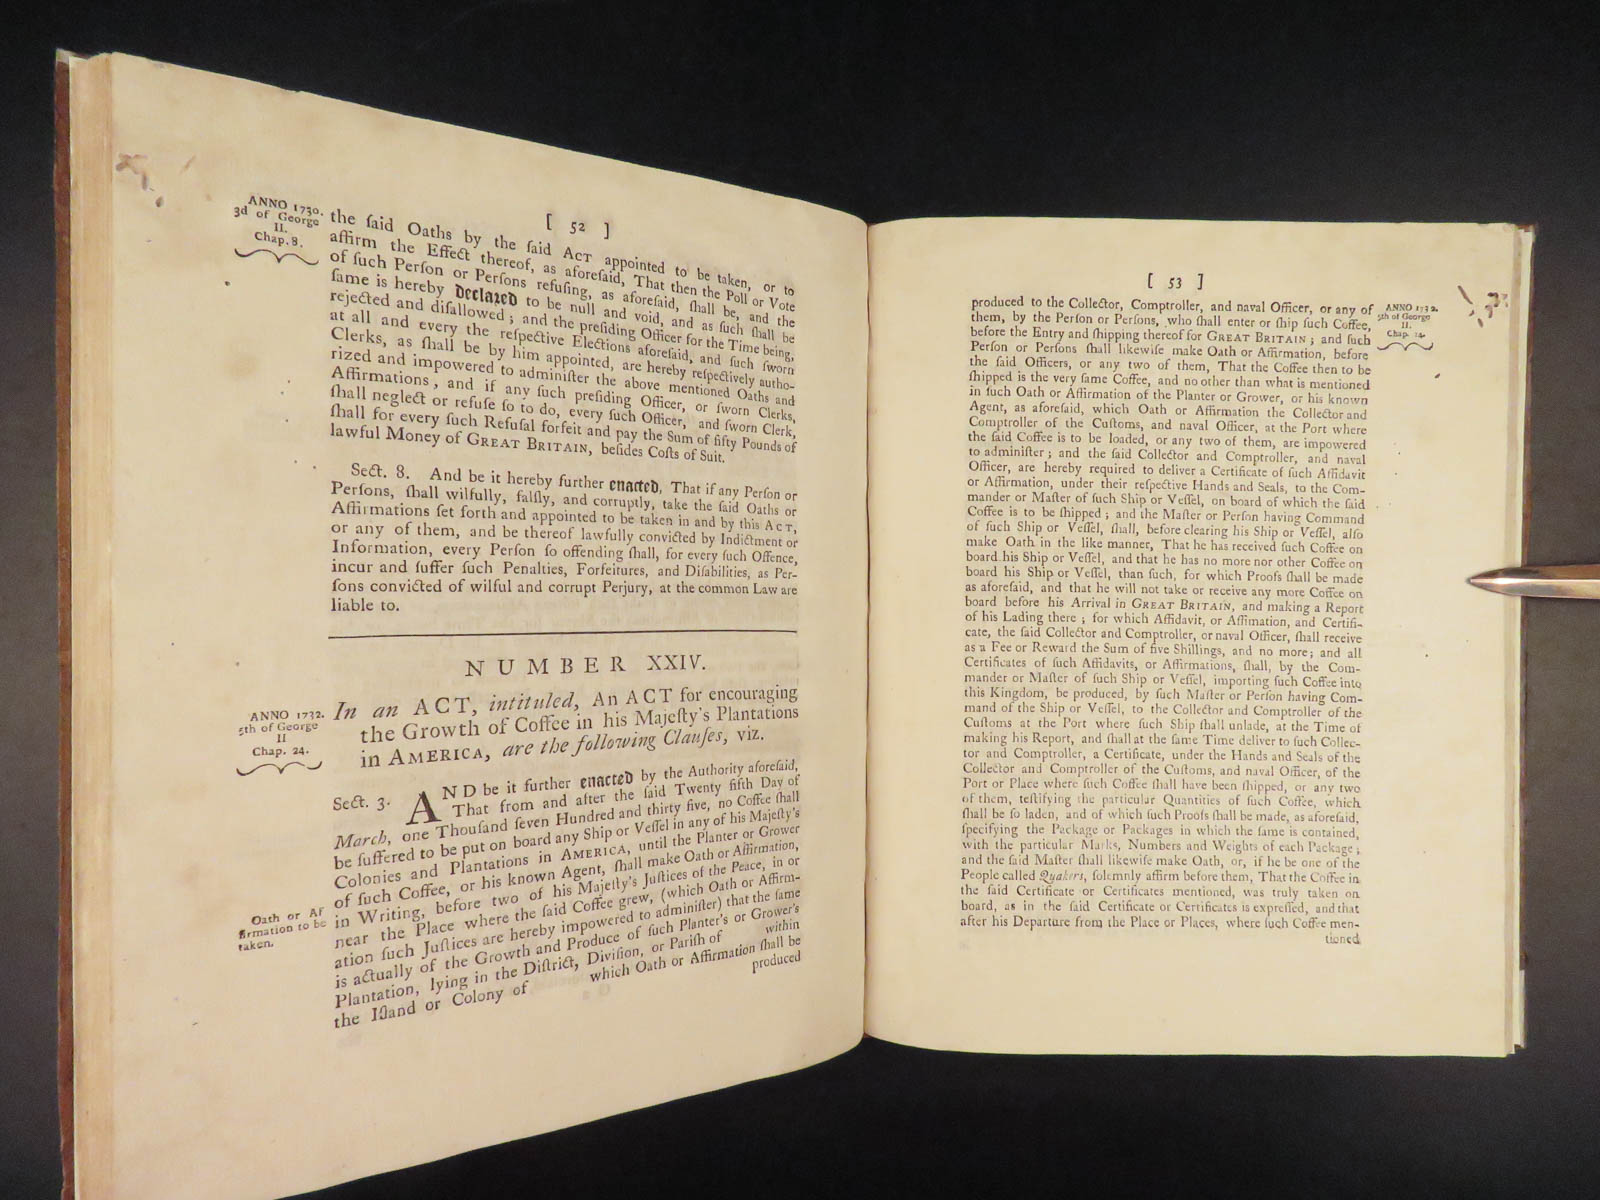 [ 52 ]
ANNO 1730.
3d of George
II.
Chap. 8.
the ſaid Oaths by the ſaid ACT appointed to be taken, or to
affirm the Effect thereof, as aforeſaid, That then the Poll or Vote
of ſuch Perſon or Perſons refuſing, as aforeſaid, ſhall be, and the
ſame is hereby declared to be null and void, and as ſuch ſhall be
rejected and diſallowed; and the preſiding Officer for the Time being,
at all and every the reſpective Elections aforeſaid, and ſuch ſworn
Clerks, as ſhall be by him appointed, are hereby reſpectively autho-
rized and impowered to adminiſter the above mentioned Oaths and
Affirmations, and if any ſuch preſiding Officer, or ſworn Clerks,
ſhall neglect or refuſe ſo to do, every ſuch Officer, and ſworn Clerk,
ſhall for every ſuch Refuſal forfeit and pay the Sum of fifty Pounds of
lawful Money of GREAT BRITAIN, beſides Coſts of Suit.
Sect. 8. And be it hereby further enacted, That if any Perſon or
Perſons, ſhall wilfully, falſly, and corruptly, take the ſaid Oaths or
Affirmations ſet forth and appointed to be taken in and by this ACT,
or any of them, and be thereof lawfully convicted by Indictment or
Information, every Perſon ſo offending ſhall, for every ſuch Offence,
incur and ſuffer ſuch Penalties, Forfeitures, and Diſabilities, as Per-
ſons convicted of wilful and corrupt Perjury, at the common Law are
liable to.
NUMBER XXIV.
ANNO 1732.
5th of George
II
Chap. 24.
In an ACT, intituled, An ACT for encouraging
the Growth of Coffee in his Majeſty's Plantations
in AMERICA, are the following Clauſes, viz.
Sect. 3. AND be it further enacted by the Authority aforeſaid,
That from and after the ſaid Twenty fifth Day of
March, one Thouſand ſeven Hundred and thirty five, no Coffee ſhall
be ſuffered to be put on board any Ship or Veſſel in any of his Majeſty's
Colonies and Plantations in AMERICA, until the Planter or Grower
of ſuch Coffee, or his known Agent, ſhall make Oath or Affirmation,
in Writing, before two of his Majeſty's Juſtices of the Peace, in or
near the Place where the ſaid Coffee grew, (which Oath or Affirm-
ation ſuch Juſtices are hereby impowered to adminiſter) that the ſame
is actually of the Growth and Produce of ſuch Planter's or Grower's
Plantation, lying in the Diſtrict, Diviſion, or Pariſh of within
the Iſland or Colony of which Oath or Affirmation ſhall be
produced
Oath or Af
firmation to be
taken.
[ 53 ]
ANNO 1732.
5th of George
II.
Chap. 24.
produced to the Collector, Comptroller, and naval Officer, or any of
them, by the Perſon or Perſons, who ſhall enter or ſhip ſuch Coffee,
before the Entry and ſhipping thereof for GREAT BRITAIN; and ſuch
Perſon or Perſons ſhall likewiſe make Oath or Affirmation, before
the ſaid Officers, or any two of them, That the Coffee then to be
ſhipped is the very ſame Coffee, and no other than what is mentioned
in ſuch Oath or Affirmation of the Planter or Grower, or his known
Agent, as aforeſaid, which Oath or Affirmation the Collector and
Comptroller of the Cuſtoms, and naval Officer, at the Port where
the ſaid Coffee is to be loaded, or any two of them, are impowered
to adminiſter; and the ſaid Collector and Comptroller, and naval
Officer, are hereby required to deliver a Certificate of ſuch Affidavit
or Affirmation, under their reſpective Hands and Seals, to the Com-
mander or Maſter of ſuch Ship or Veſſel, on board of which the ſaid
Coffee is to be ſhipped; and the Maſter or Perſon having Command
of ſuch Ship or Veſſel, ſhall, before clearing his Ship or Veſſel, alſo
make Oath in the like manner, That he has received ſuch Coffee on
board his Ship or Veſſel, and that he has no more nor other Coffee on
board his Ship or Veſſel, than ſuch, for which Proofs ſhall be made
as aforeſaid, and that he will not take or receive any more Coffee on
board before his Arrival in GREAT BRITAIN, and making a Report
of his Lading there; for which Affidavit, or Affimation, and Certifi-
cate, the ſaid Collector and Comptroller, or naval Officer, ſhall receive
as a Fee or Reward the Sum of five Shillings, and no more; and all
Certificates of ſuch Affidavits, or Affirmations, ſhall, by the Com-
mander or Maſter of ſuch Ship or Veſſel, importing ſuch Coffee into
this Kingdom, be produced, by ſuch Maſter or Perſon having Com-
mand of the Ship or Veſſel, to the Collector and Comptroller of the
Cuſtoms at the Port where ſuch Ship ſhall unlade, at the Time of
making his Report, and ſhall at the ſame Time deliver to ſuch Collec-
tor and Comptroller, a Certificate, under the Hands and Seals of the
Collector and Comptroller of the Cuſtoms, and naval Officer, of the
Port or Place where ſuch Coffee ſhall have been ſhipped, or any two
of them, teſtifying the particular Quantities of ſuch Coffee, which
ſhall be ſo laden, and of which ſuch Proofs ſhall be made, as aforeſaid,
ſpecifying the Package or Packages in which the ſame is contained,
with the particular Marks, Numbers and Weights of each Package;
and the ſaid Maſter ſhall likewiſe make Oath, or, if he be one of the
People called Quakers, ſolemnly affirm before them, That the Coffee in
the ſaid Certificate or Certificates mentioned, was truly taken on
board, as in the ſaid Certificate or Certificates is expreſſed, and that
after his Departure from the Place or Places, where ſuch Coffee men-
tioned